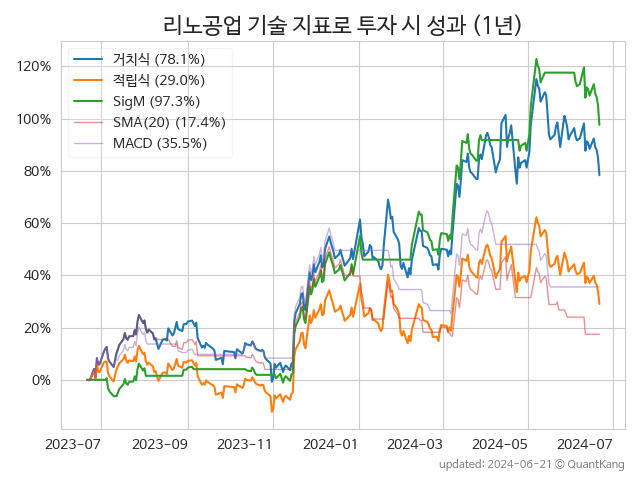 리노공업 기술 지표로 투자 시 성과 (1년)
거치식 (78.1%)
적립식 (29.0%)
SigM (97.3%)
SMA(20) (17.4%)
MACD (35.5%)
120%
100%
80%
60%
40%
20%
0%
2023-07 2023-09 2023-11 2024-01 2024-03 2024-05 2024-07
updated: 2024-06-21 © QuantKang